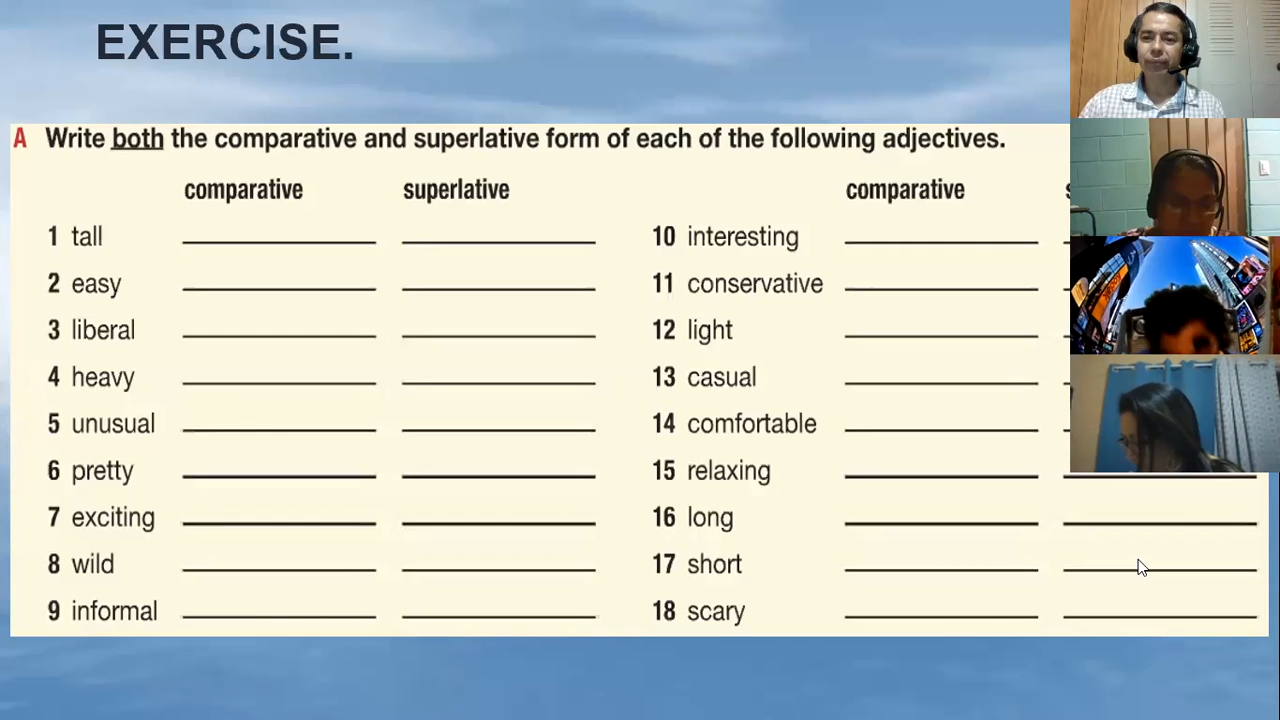 EXERCISE.
A Write both the comparative and superlative form of each of the following adjectives.
comparative superlative
1 tall
2 easy
3 liberal
4 heavy
5 unusual
6 pretty
7 exciting
8 wild
9 informal
comparative
10 interesting
11 conservative
12 light
13 casual
14 comfortable
15 relaxing
16 long
17 short
18 scary